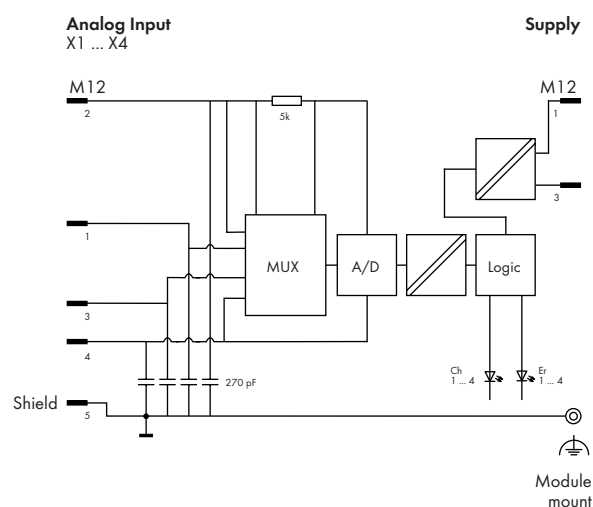 Analog Input
X1 ... X4
Supply
M12
2
5k
M12
1
3
1
MUX
A/D
Logic
3
4
Ch
1 ... 4
Er
1 ... 4
270 pF
Shield
5
Module
mount